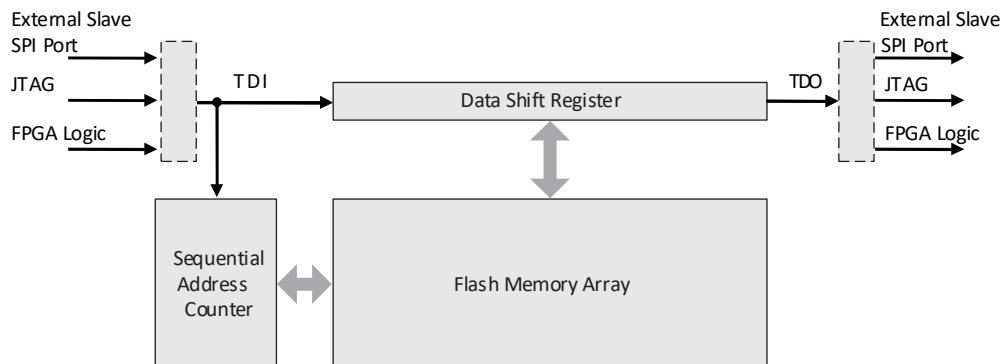 External Slave
SPI Port
JTAG
FPGA Logic
TDI
Data Shift Register
TDO
External Slave
SPI Port
JTAG
FPGA Logic
Sequential
Address
Counter
Flash Memory Array